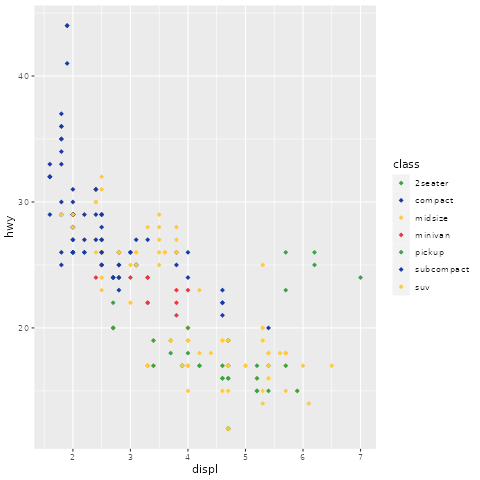 40
30
20
hwy
2
3
4
5
6
7
displ
class
2seater
compact
midsize
minivan
pickup
subcompact
suv